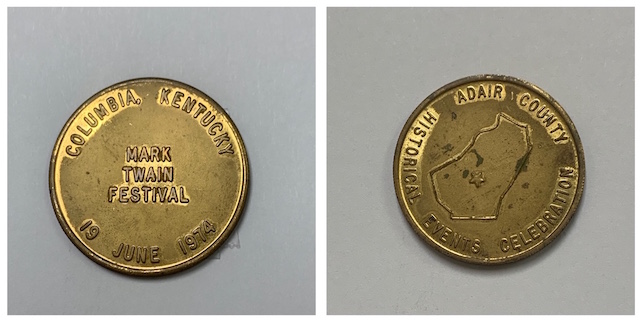 COLUMBIA, KENTUCKY
MARK
TWAIN
FESTIVAL
19 JUNE 1974
ADAIR COUNTY
HISTORICAL EVENTS CELEBRATION